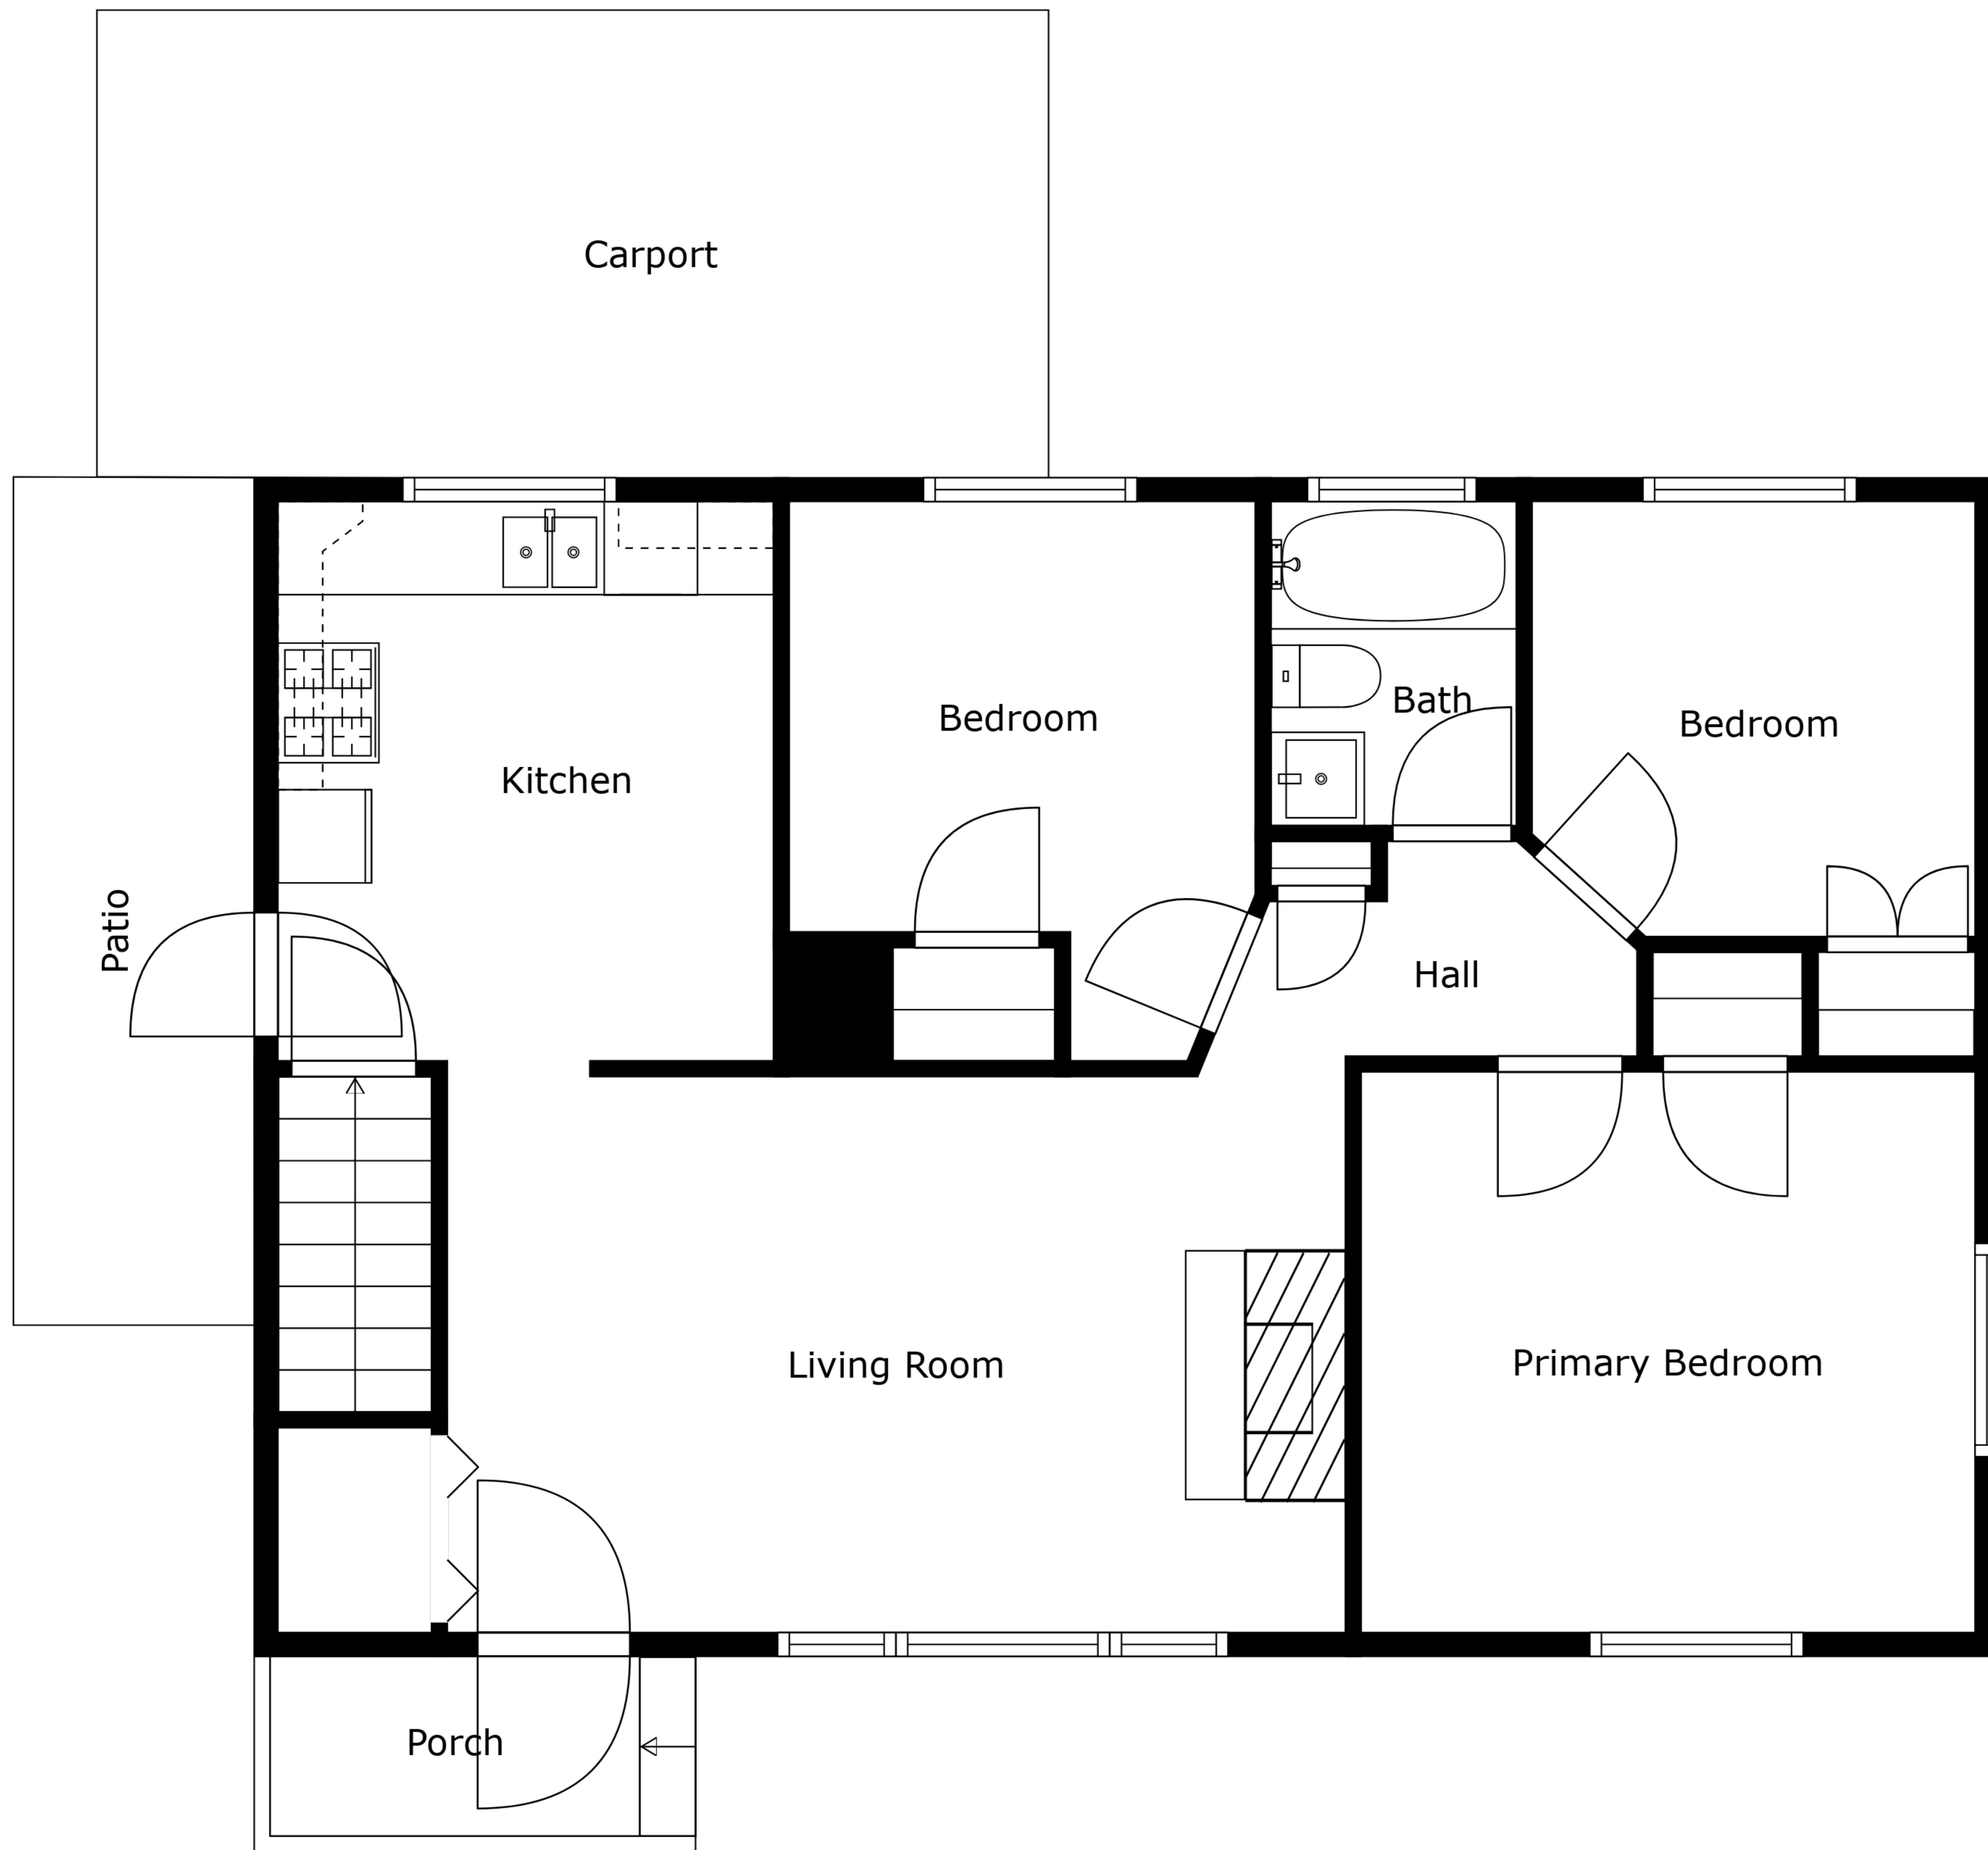 Carport
Bedroom
Bath
Bedroom
Kitchen
Patio
Hall
Living Room
Primary Bedroom
Porch